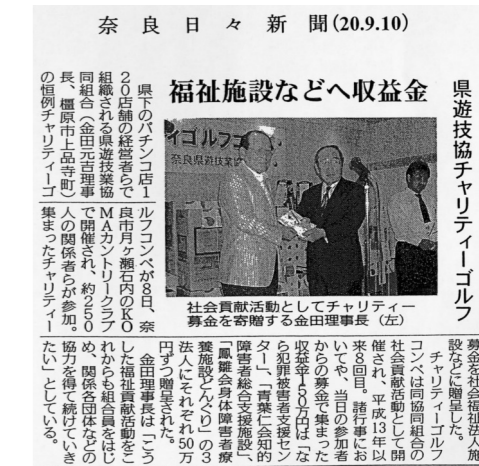 奈良日々新聞(20.9.10)
県遊技協チャリティーゴルフ
福祉施設などへ収益金
イゴルフコ
奈良県遊技業協
社会貢献活動としてチャリティー
募金を寄贈する金田理事長（左）
県下のパチンコ店1
20店舗の経営者らで
組織される県遊技業協
同組合（金田元吉理事
長、橿原市上品寺町）
の恒例チャリティーゴ
ルフコンペが8日、奈
良市月ヶ瀬石内のKO
MAカントリークラブ
で開催され、約250
人の関係者らが参加。
集まったチャリティー
募金を社会福祉法人施
設などに贈呈した。
チャリティーゴルフ
コンペは同協同組合の
社会貢献活動として開
催され、平成13年以
来8回目。諸行事にお
いてや、当日の参加者
からの募金で集まった
収益金150万円は「な
ら犯罪被害者支援セン
ター」、「青葉仁会知的
障害者総合支援施設」、
「鳳雛会身体障害者療
養施設どんぐり」の3
法人にそれぞれ50万
円ずつ贈呈された。
金田理事長は「こう
した福祉貢献活動をこ
れからも組合員をはじ
め、関係各団体などの
協力を得て続けていき
たい」としている。